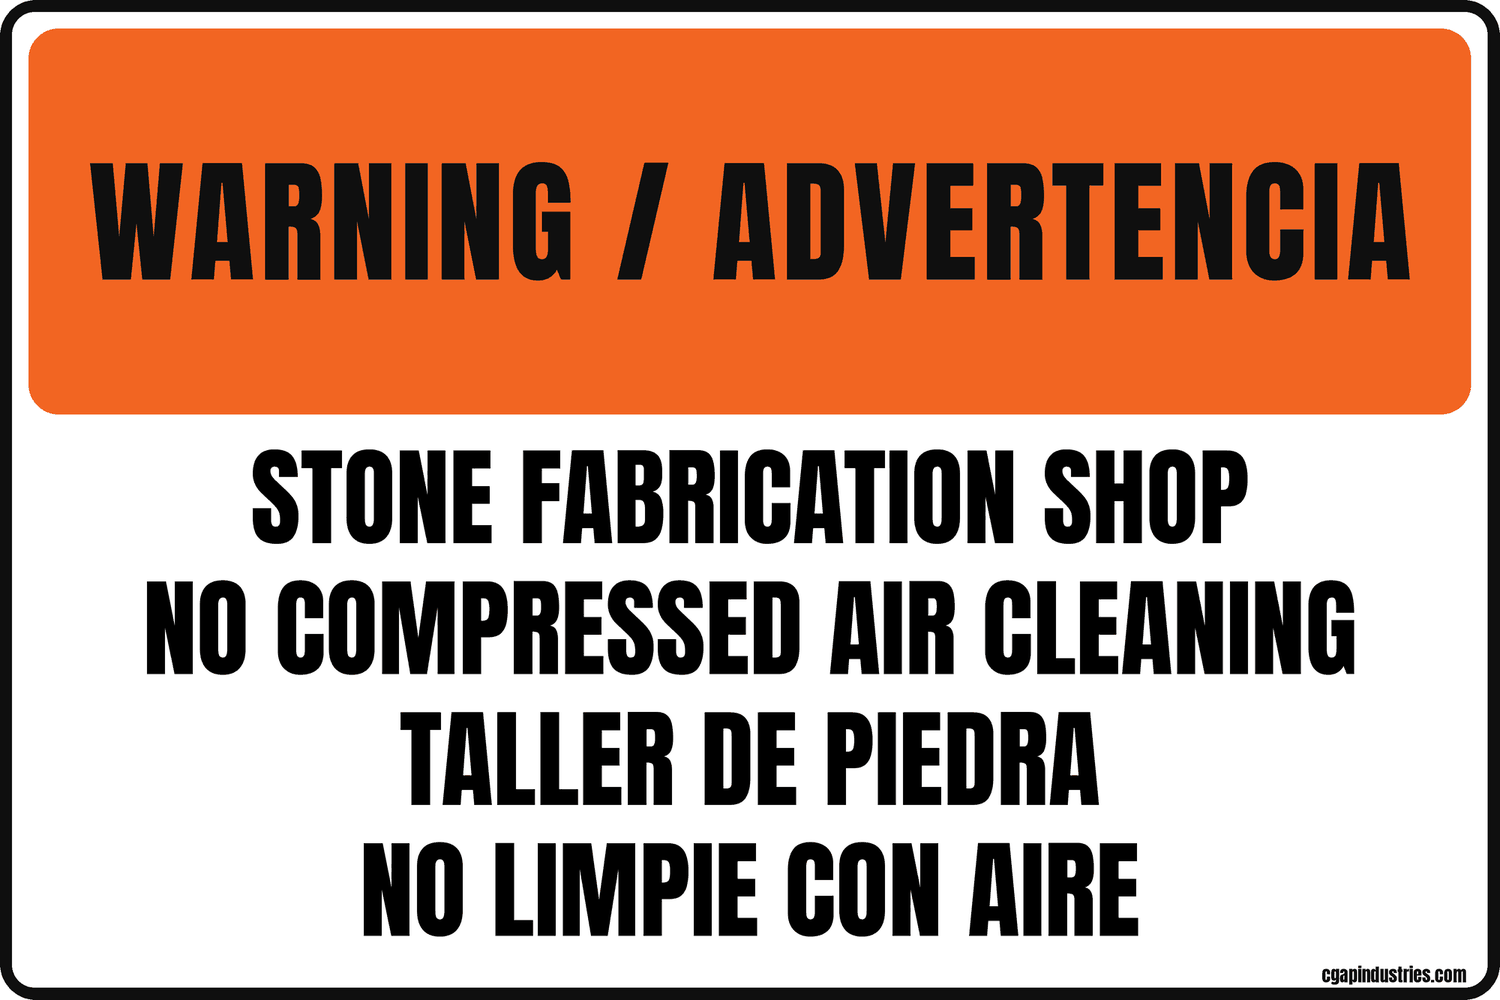 WARNING / ADVERTENCIA
STONE FABRICATION SHOP
NO COMPRESSED AIR CLEANING
TALLER DE PIEDRA
NO LIMPIE CON AIRE
cgapindustries.com